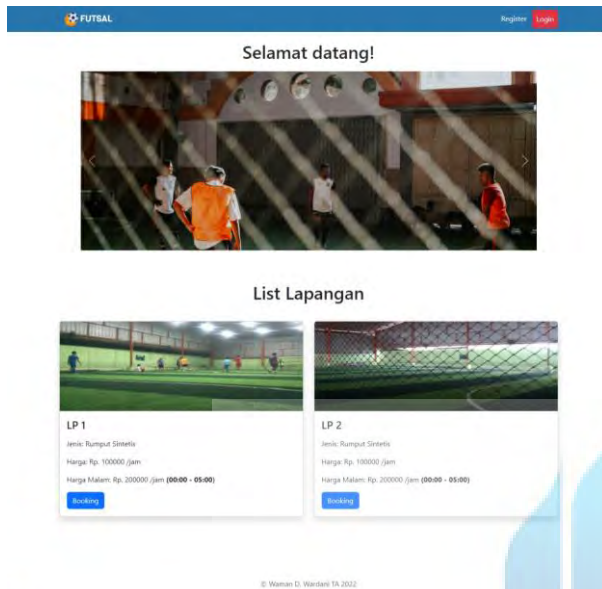 FUTSAL
Register
Login
Selamat datang!
List Lapangan
LP 1
Jenis: Rumput Sintetis
Harga: Rp. 100000 /jam
Harga Malam: Rp. 200000 /jam (00:00 - 05:00)
Booking
LP 2
Jenis: Rumput Sintetis
Harga: Rp. 100000 /jam
Harga Malam: Rp. 200000 /jam (00:00 - 05:00)
Booking
© Waman D. Wardani TA 2022